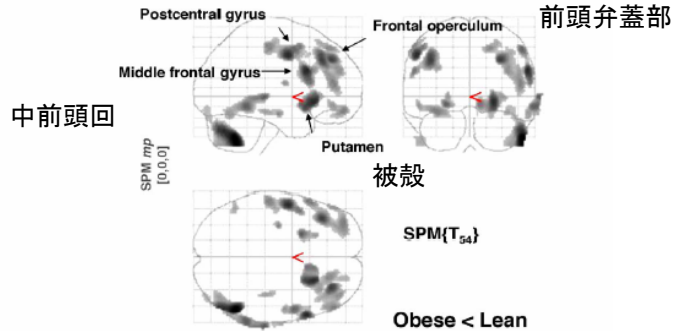 前頭弁蓋部
Postcentral gyrus
Frontal operculum
Middle frontal gyrus
中前頭回
Putamen
SPM mip
[0,0,0]
被殻
SPM{T54}
Obese < Lean